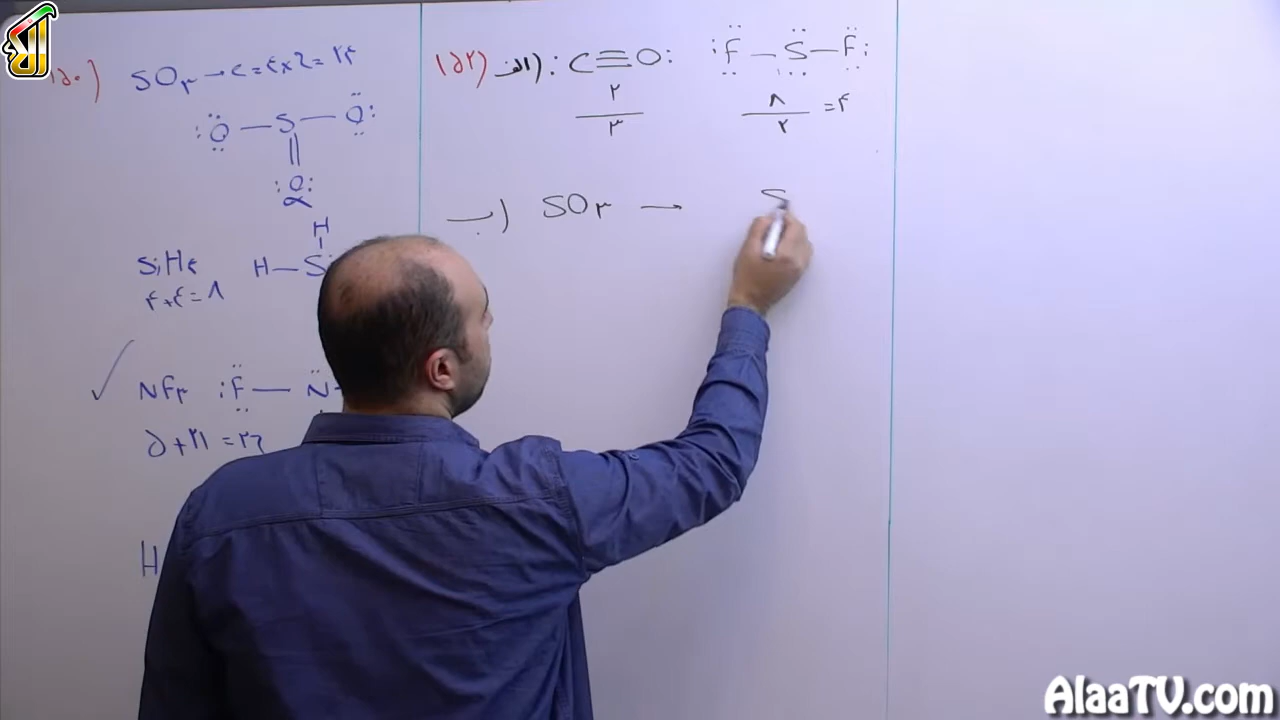 ۱۵۰) SO۳ → e = ۴×۶ = ۲۴
:O — S — O:
:O:
H
SiH۴ H — S
۴+۴=۸
NF۳ :F — N
۵+۲۱=۲۶
H
۱۵۲) الف) :C≡O: :F — S — F:
۲/۳ ۸/۲ = ۴
ب) SO۳ → S
AlaaTV.com